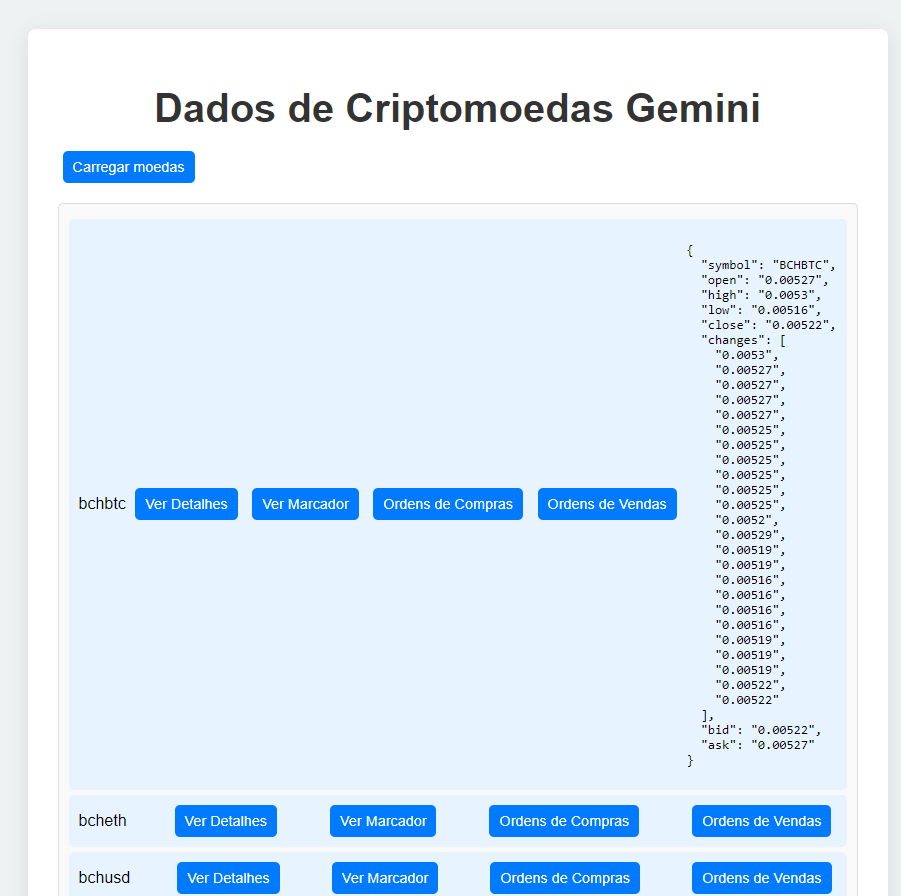 Dados de Criptomoedas Gemini
Carregar moedas
bchbtc Ver Detalhes Ver Marcador Ordens de Compras Ordens de Vendas
{
"symbol": "BCHBTC",
"open": "0.00527",
"high": "0.0053",
"low": "0.00516",
"close": "0.00522",
"changes": [
"0.0053",
"0.00527",
"0.00527",
"0.00527",
"0.00527",
"0.00525",
"0.00525",
"0.00525",
"0.00525",
"0.00525",
"0.00525",
"0.0052",
"0.00529",
"0.00519",
"0.00519",
"0.00516",
"0.00516",
"0.00516",
"0.00516",
"0.00519",
"0.00519",
"0.00519",
"0.00522",
"0.00522"
],
"bid": "0.00522",
"ask": "0.00527"
}
bcheth Ver Detalhes Ver Marcador Ordens de Compras Ordens de Vendas
bchusd Ver Detalhes Ver Marcador Ordens de Compras Ordens de Vendas